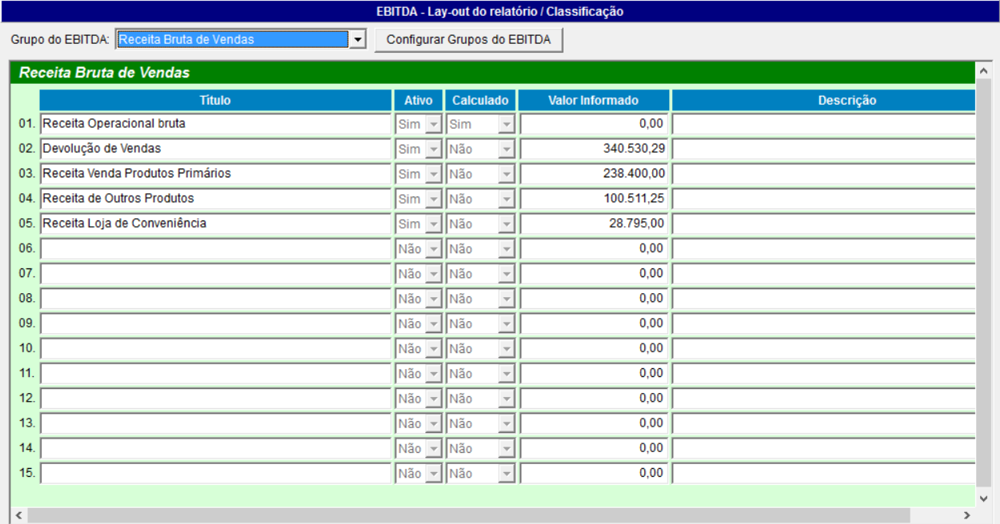 EBITDA - Lay-out do relatório / Classificação
Grupo do EBITDA: Receita Bruta de Vendas Configurar Grupos do EBITDA
Receita Bruta de Vendas
Título Ativo Calculado Valor Informado Descrição
01. Receita Operacional bruta Sim Sim 0,00
02. Devolução de Vendas Sim Não 340.530,29
03. Receita Venda Produtos Primários Sim Não 238.400,00
04. Receita de Outros Produtos Sim Não 100.511,25
05. Receita Loja de Conveniência Sim Não 28.795,00
06. Não Não 0,00
07. Não Não 0,00
08. Não Não 0,00
09. Não Não 0,00
10. Não Não 0,00
11. Não Não 0,00
12. Não Não 0,00
13. Não Não 0,00
14. Não Não 0,00
15. Não Não 0,00